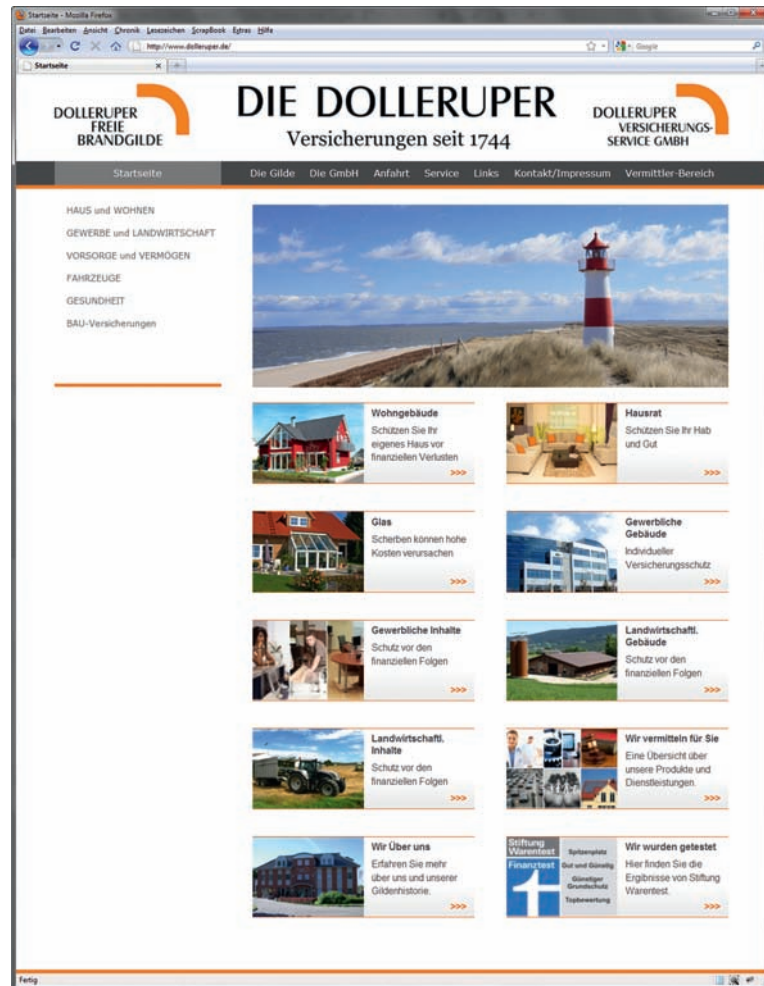 Startseite - Mozilla Firefox
Datei Bearbeiten Ansicht Chronik Lesezeichen ScrapBook Extras Hilfe
http://www.dolleruper.de/
Google
Startseite
DOLLERUPER
FREIE
BRANDGILDE
DIE DOLLERUPER
Versicherungen seit 1744
DOLLERUPER
VERSICHERUNGS-
SERVICE GMBH
Startseite Die Gilde Die GmbH Anfahrt Service Links Kontakt/Impressum Vermittler-Bereich
HAUS und WOHNEN
GEWERBE und LANDWIRTSCHAFT
VORSORGE und VERMÖGEN
FAHRZEUGE
GESUNDHEIT
BAU-Versicherungen
Wohngebäude
Schützen Sie Ihr
eigenes Haus vor
finanziellen Verlusten
>>>
Hausrat
Schützen Sie Ihr Hab
und Gut
>>>
Glas
Scherben können hohe
Kosten verursachen
>>>
Gewerbliche
Gebäude
Individueller
Versicherungsschutz
>>>
Gewerbliche Inhalte
Schutz vor den
finanziellen Folgen
>>>
Landwirtschaftl.
Gebäude
Schutz vor den
finanziellen Folgen
>>>
Landwirtschaftl.
Inhalte
Schutz vor den
finanziellen Folgen
>>>
Wir vermitteln für Sie
Eine Übersicht über
unsere Produkte und
Dienstleistungen.
>>>
Wir Über uns
Erfahren Sie mehr
über uns und unserer
Gildenhistorie.
>>>
Stiftung
Warentest
Finanztest
Spitzenplatz
Gut und Günstig
Günstiger
Grundschutz
Topbewertung
Wir wurden getestet
Hier finden Sie die
Ergibnisse von Stiftung
Warentest.
>>>
Fertig